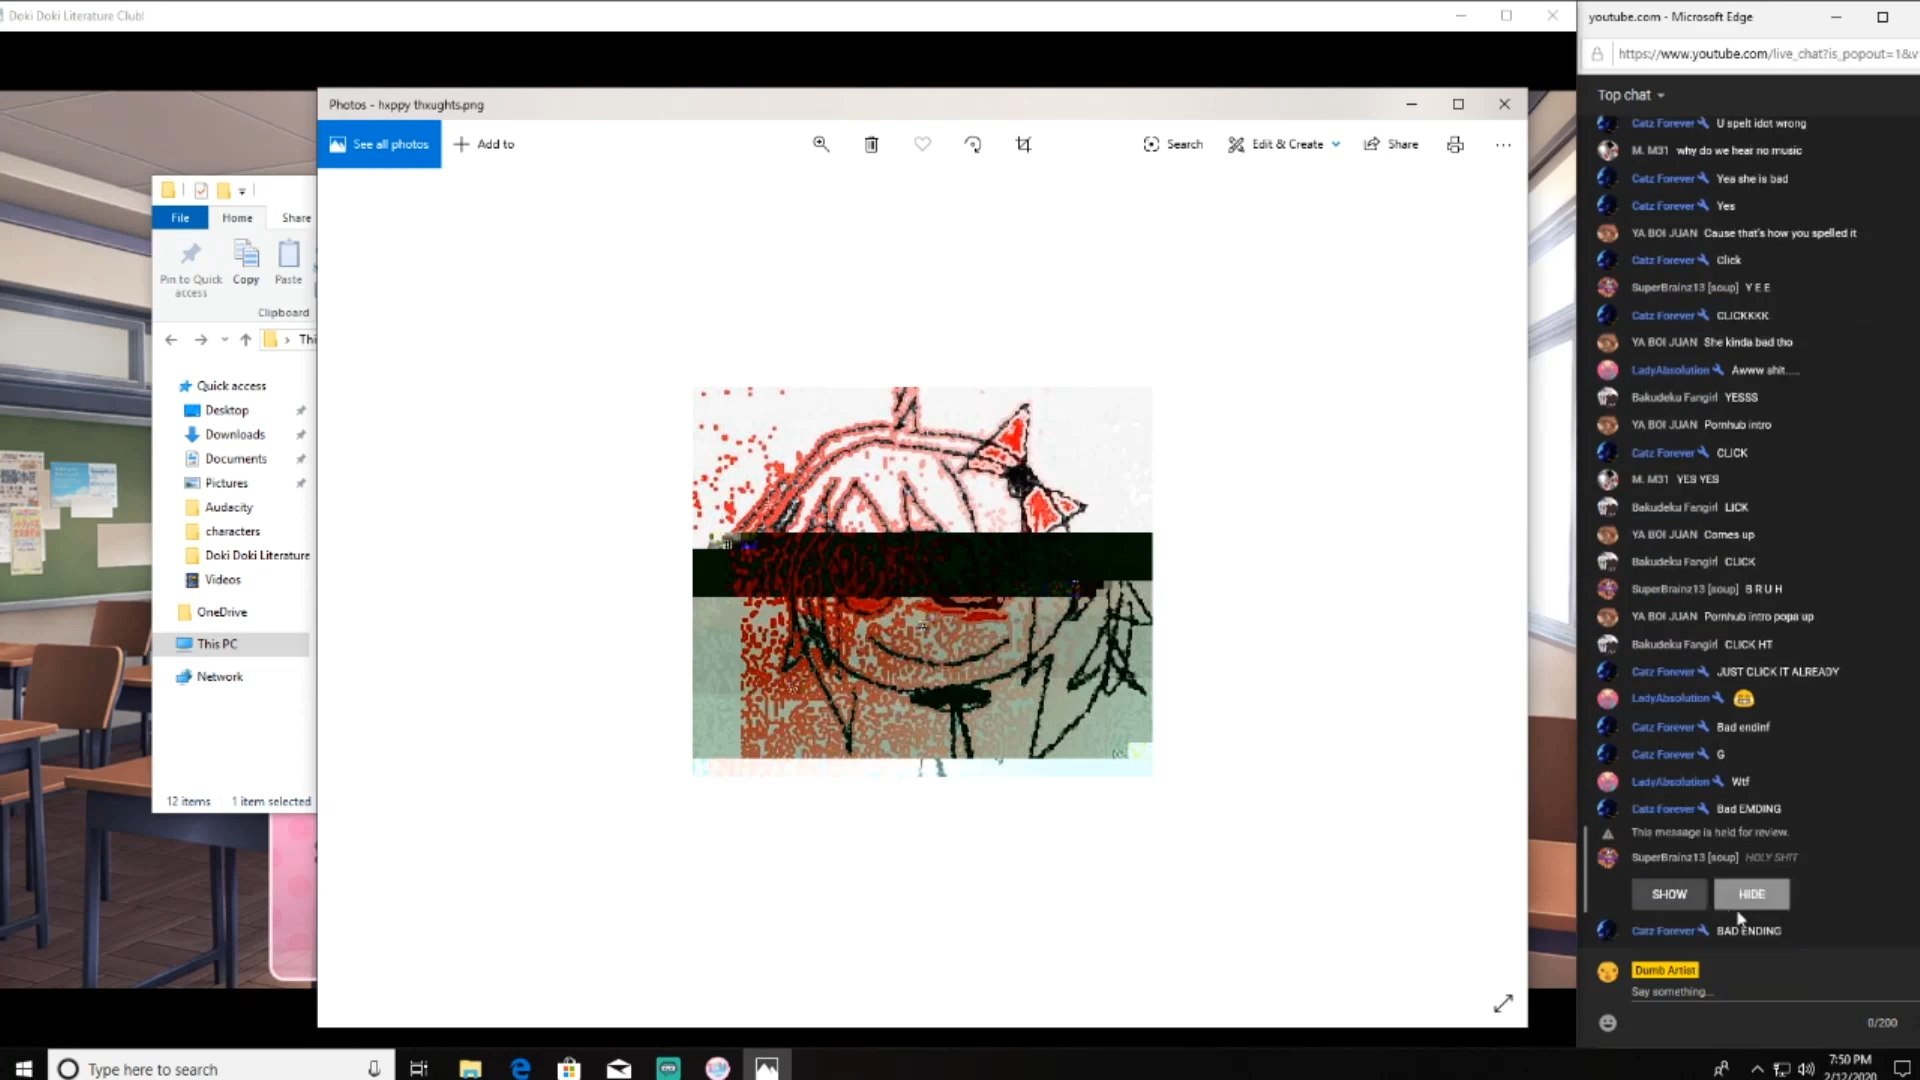 Doki Doki Literature Club!
youtube.com - Microsoft Edge
https://www.youtube.com/live_chat?is_popout=1&v
Photos - hxppy thxughts.png
See all photos
Add to
Search
Edit & Create
Share
File
Home
Share
Pin to Quick access
Copy
Paste
Clipboard
Thi
Quick access
Desktop
Downloads
Documents
Pictures
Audacity
characters
Doki Doki Literature
Videos
OneDrive
This PC
Network
12 items
1 item selected
Top chat
Catz Forever U spelt idot wrong
M. M31 why do we hear no music
Catz Forever Yea she is bad
Catz Forever Yes
YA BOI JUAN Cause that's how you spelled it
Catz Forever Click
SuperBrainz13 [soup] Y E E
Catz Forever CLICKKKK
YA BOI JUAN She kinda bad tho
LadyAbsolution Awww shit.....
Bakudeku Fangirl YESSS
YA BOI JUAN Pornhub intro
Catz Forever CLICK
M. M31 YES YES
Bakudeku Fangirl LICK
YA BOI JUAN Comes up
Bakudeku Fangirl CLICK
SuperBrainz13 [soup] B R U H
YA BOI JUAN Pornhub intro pops up
Bakudeku Fangirl CLICK HT
Catz Forever JUST CLICK IT ALREADY
LadyAbsolution 😁
Catz Forever Bad endinf
Catz Forever G
LadyAbsolution Wtf
Catz Forever Bad EMDING
This message is held for review.
SuperBrainz13 [soup] HOLY SHIT
SHOW
HIDE
Catz Forever BAD ENDING
Dumb Artist
Say something...
0/200
Type here to search
7:50 PM
2/12/2020